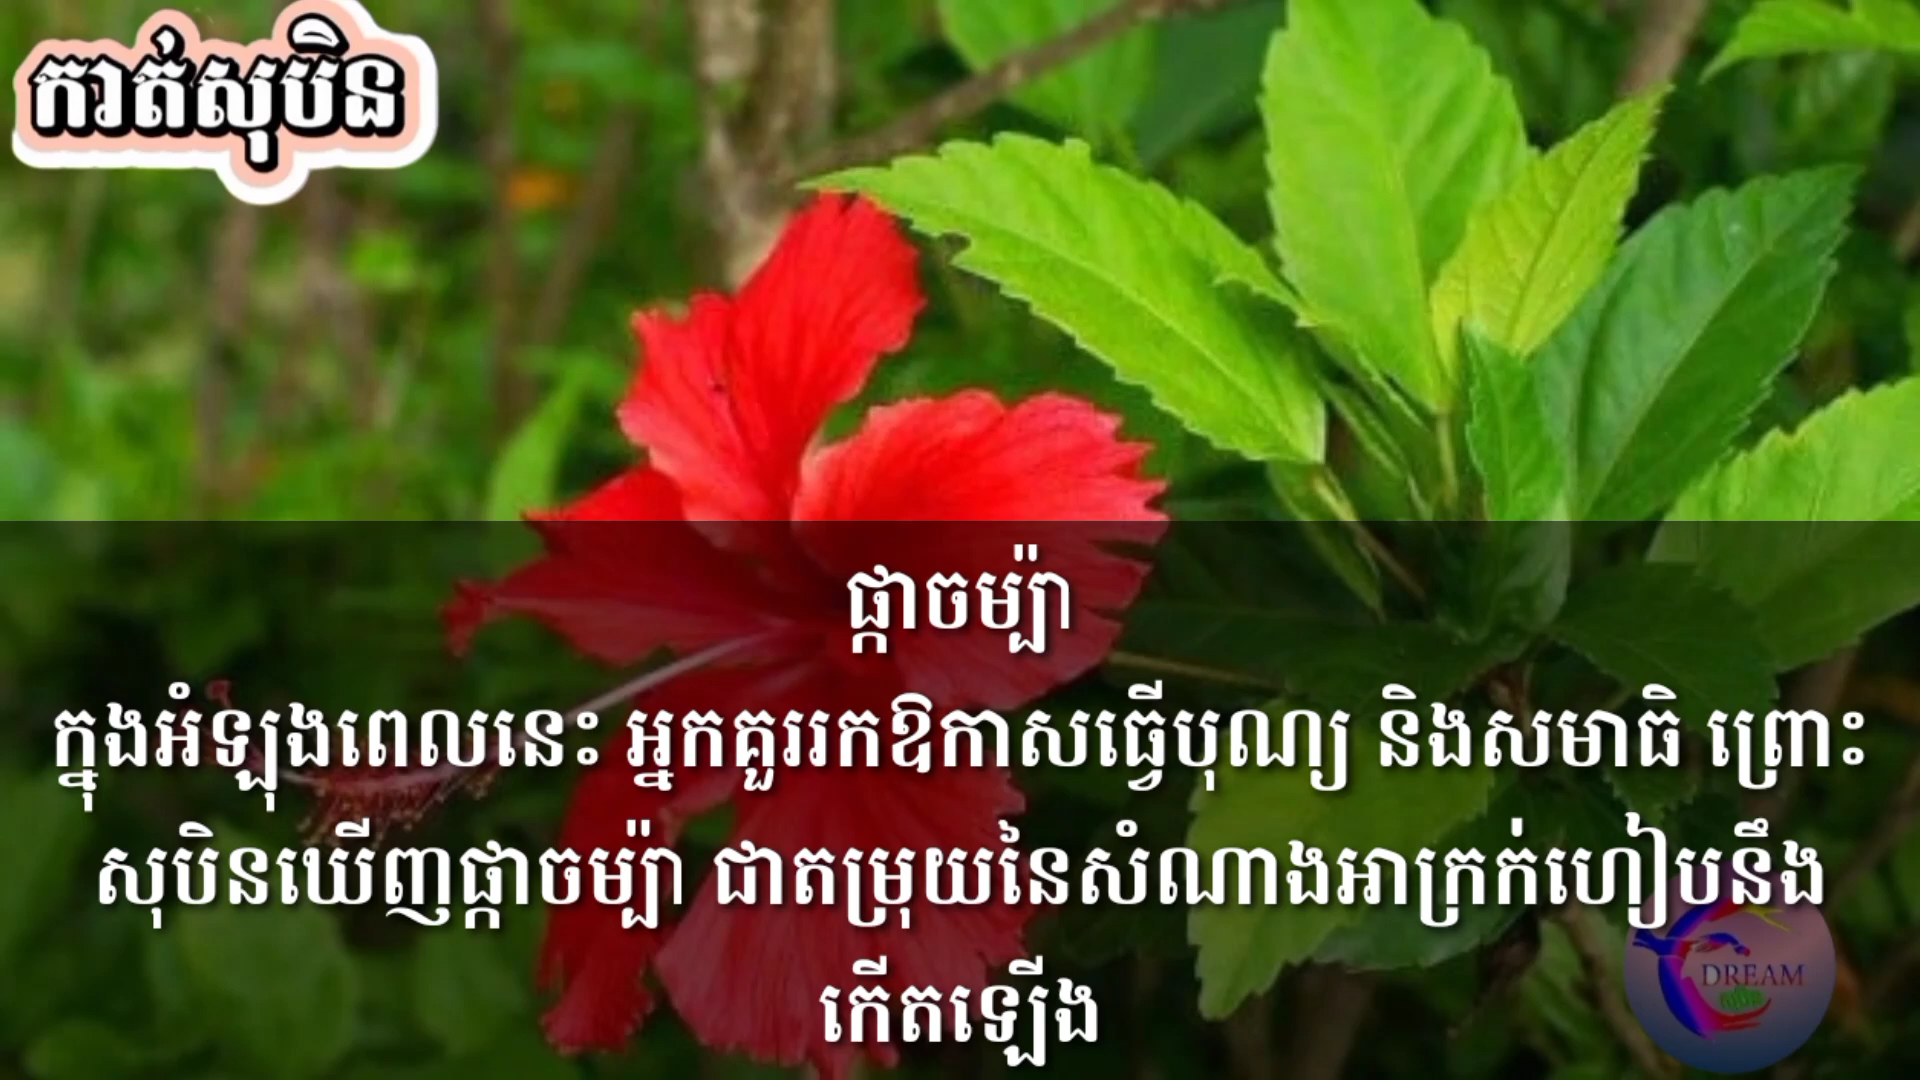 កាត់សុបិន
ផ្កាចម្ប៉ា
ក្នុងអំឡុងពេលនេះ អ្នកគួររកឱកាសធ្វើបុណ្យ និងសមាធិ ព្រោះ
សុបិនឃើញផ្កាចម្ប៉ា ជាតម្រុយនៃសំណាងអាក្រក់ហៀបនឹង
កើតឡើង
DREAM